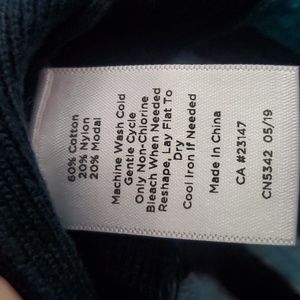 60% Cotton
20% Nylon
20% Modal
Machine Wash Cold
Gentle Cycle
Only Non-Chlorine
Bleach When Needed
Reshape, Lay Flat To
Dry
Cool Iron If Needed
Made In China
CA #23147
CN5342 05/19